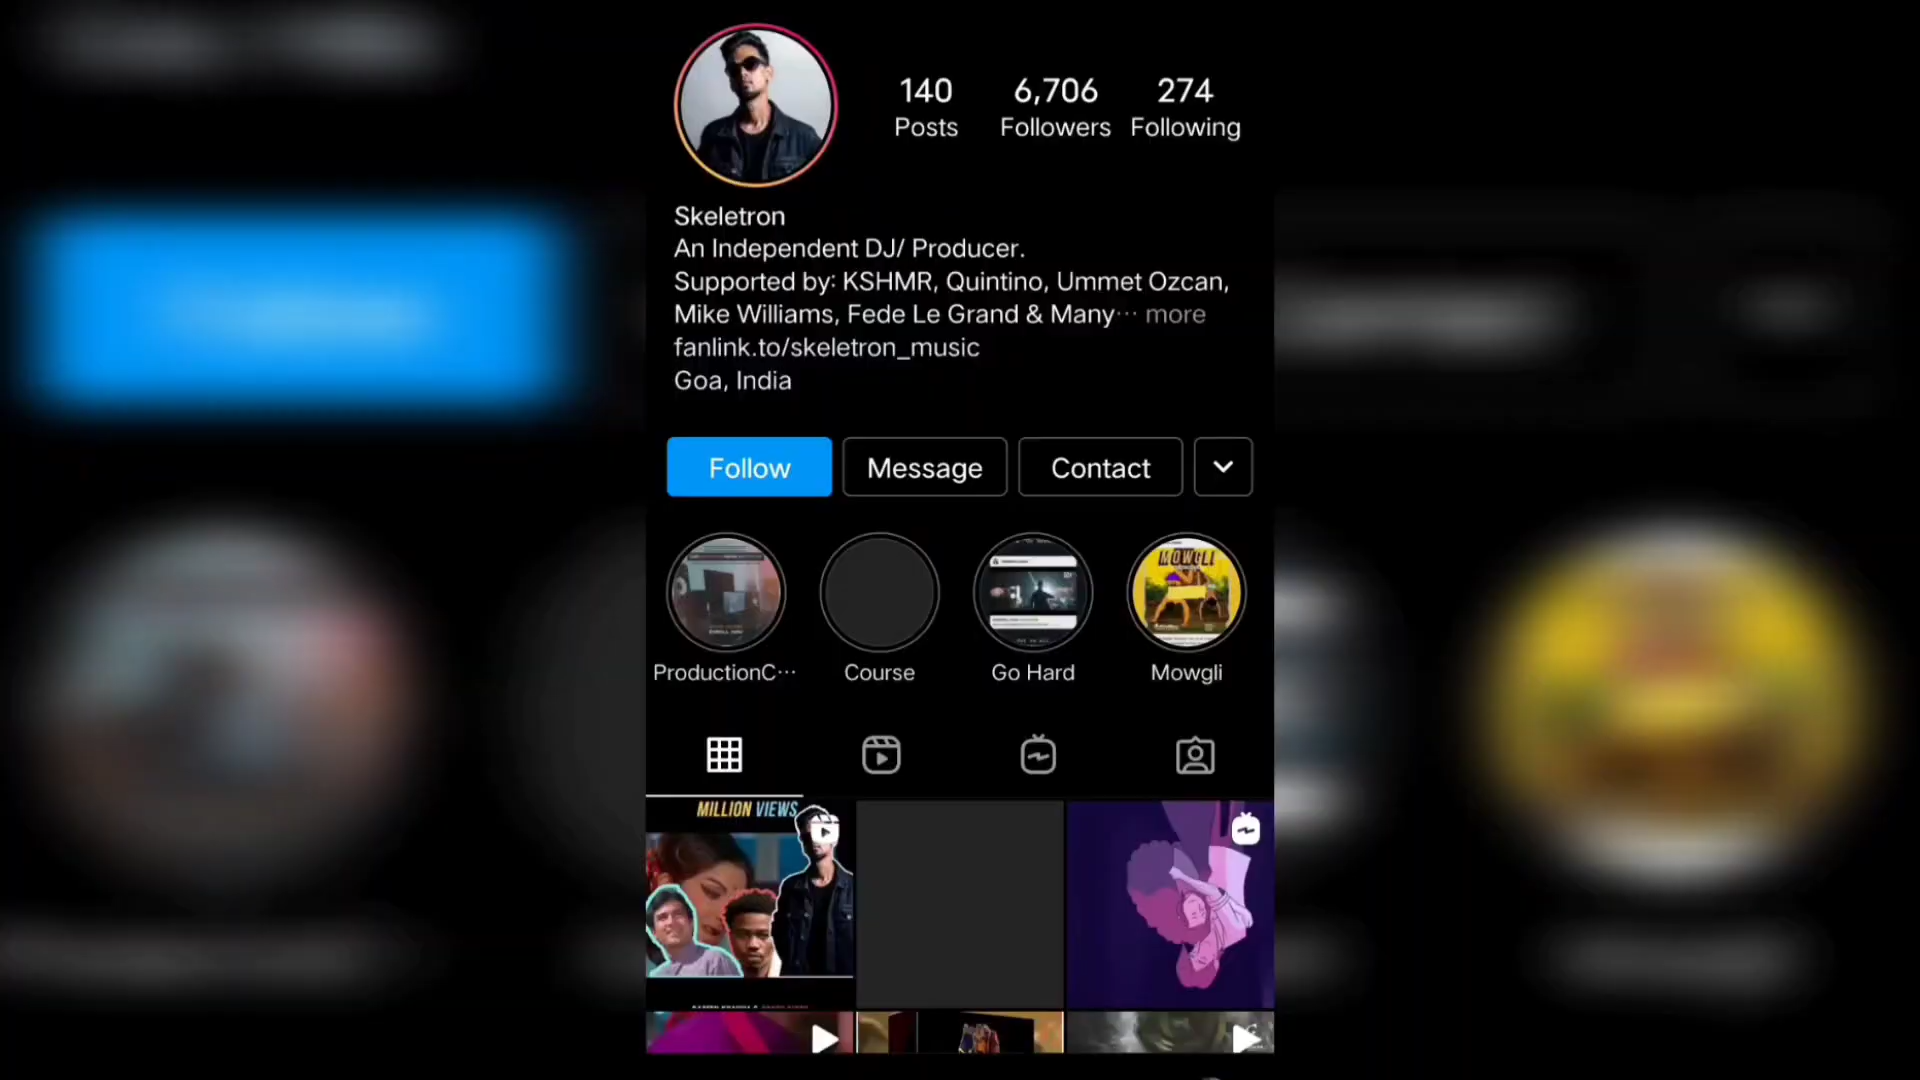 140 6,706 274
Posts Followers Following
Skeletron
An Independent DJ/ Producer.
Supported by: KSHMR, Quintino, Ummet Ozcan,
Mike Williams, Fede Le Grand & Many··· more
fanlink.to/skeletron_music
Goa, India
Follow Message Contact
MOWGLI
ProductionC··· Course Go Hard Mowgli
MILLION VIEWS